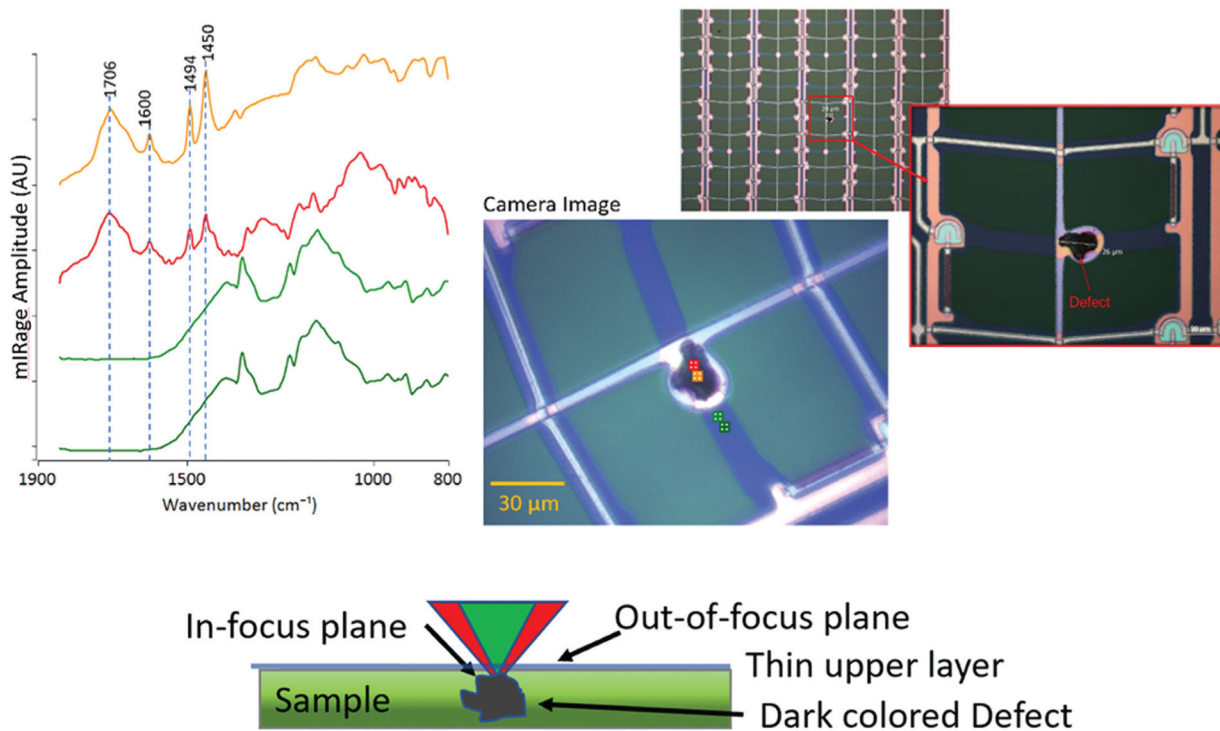 1706
1600
1494
1450
mIRage Amplitude (AU)
1900
1500
1000
800
Wavenumber (cm⁻¹)
Camera Image
30 µm
26 µm
Defect
In-focus plane
Out-of-focus plane
Thin upper layer
Sample
Dark colored Defect